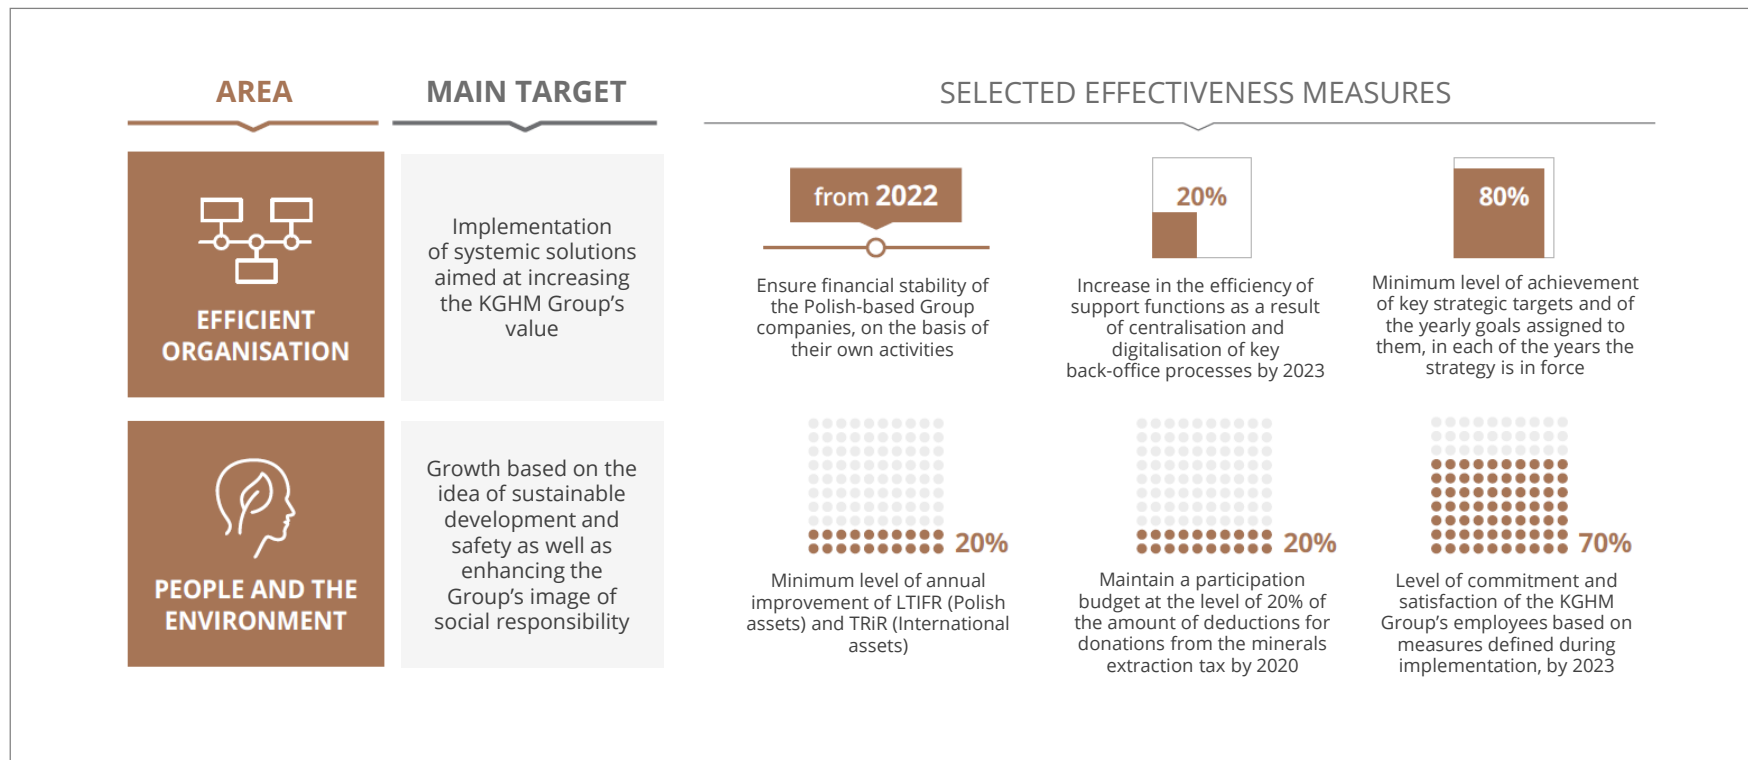 AREA
MAIN TARGET
SELECTED EFFECTIVENESS MEASURES
EFFICIENT
ORGANISATION
Implementation
of systemic solutions
aimed at increasing
the KGHM Group’s
value
from 2022
Ensure financial stability of
the Polish-based Group
companies, on the basis of
their own activities
20%
Increase in the efficiency of
support functions as a result
of centralisation and
digitalisation of key
back-office processes by 2023
80%
Minimum level of achievement
of key strategic targets and of
the yearly goals assigned to
them, in each of the years the
strategy is in force
PEOPLE AND THE
ENVIRONMENT
Growth based on the
idea of sustainable
development and
safety as well as
enhancing the
Group’s image of
social responsibility
20%
Minimum level of annual
improvement of LTIFR (Polish
assets) and TRiR (International
assets)
20%
Maintain a participation
budget at the level of 20% of
the amount of deductions for
donations from the minerals
extraction tax by 2020
70%
Level of commitment and
satisfaction of the KGHM
Group’s employees based on
measures defined during
implementation, by 2023